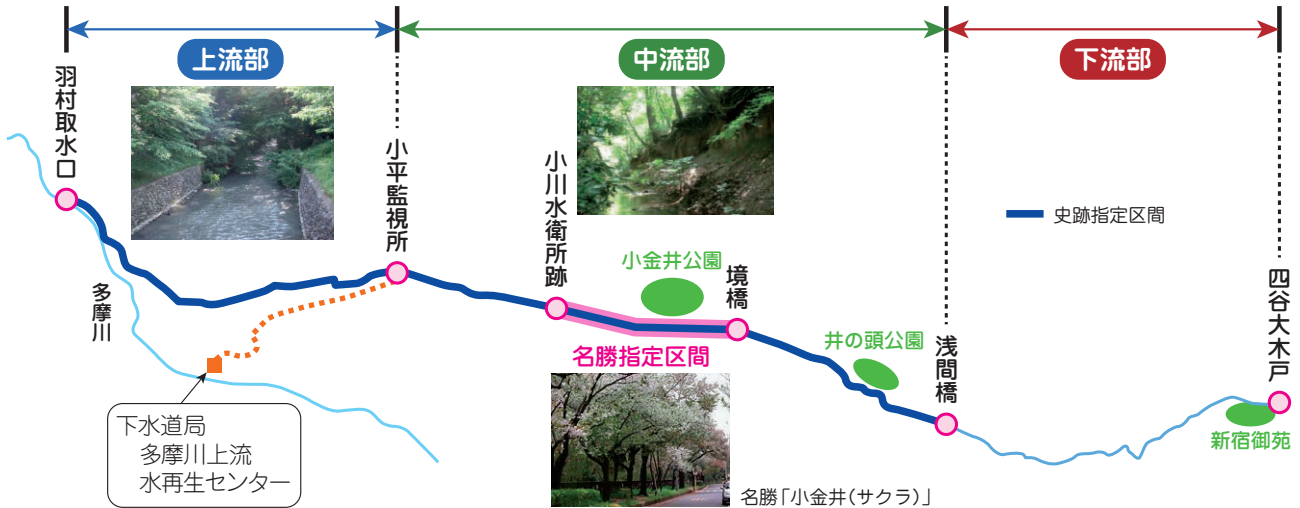 上流部
中流部
下流部
羽村取水口
小平監視所
小川水衛所跡
小金井公園
境橋
井の頭公園
浅間橋
史跡指定区間
四谷大木戸
新宿御苑
多摩川
名勝指定区間
下水道局
多摩川上流
水再生センター
名勝「小金井(サクラ)」